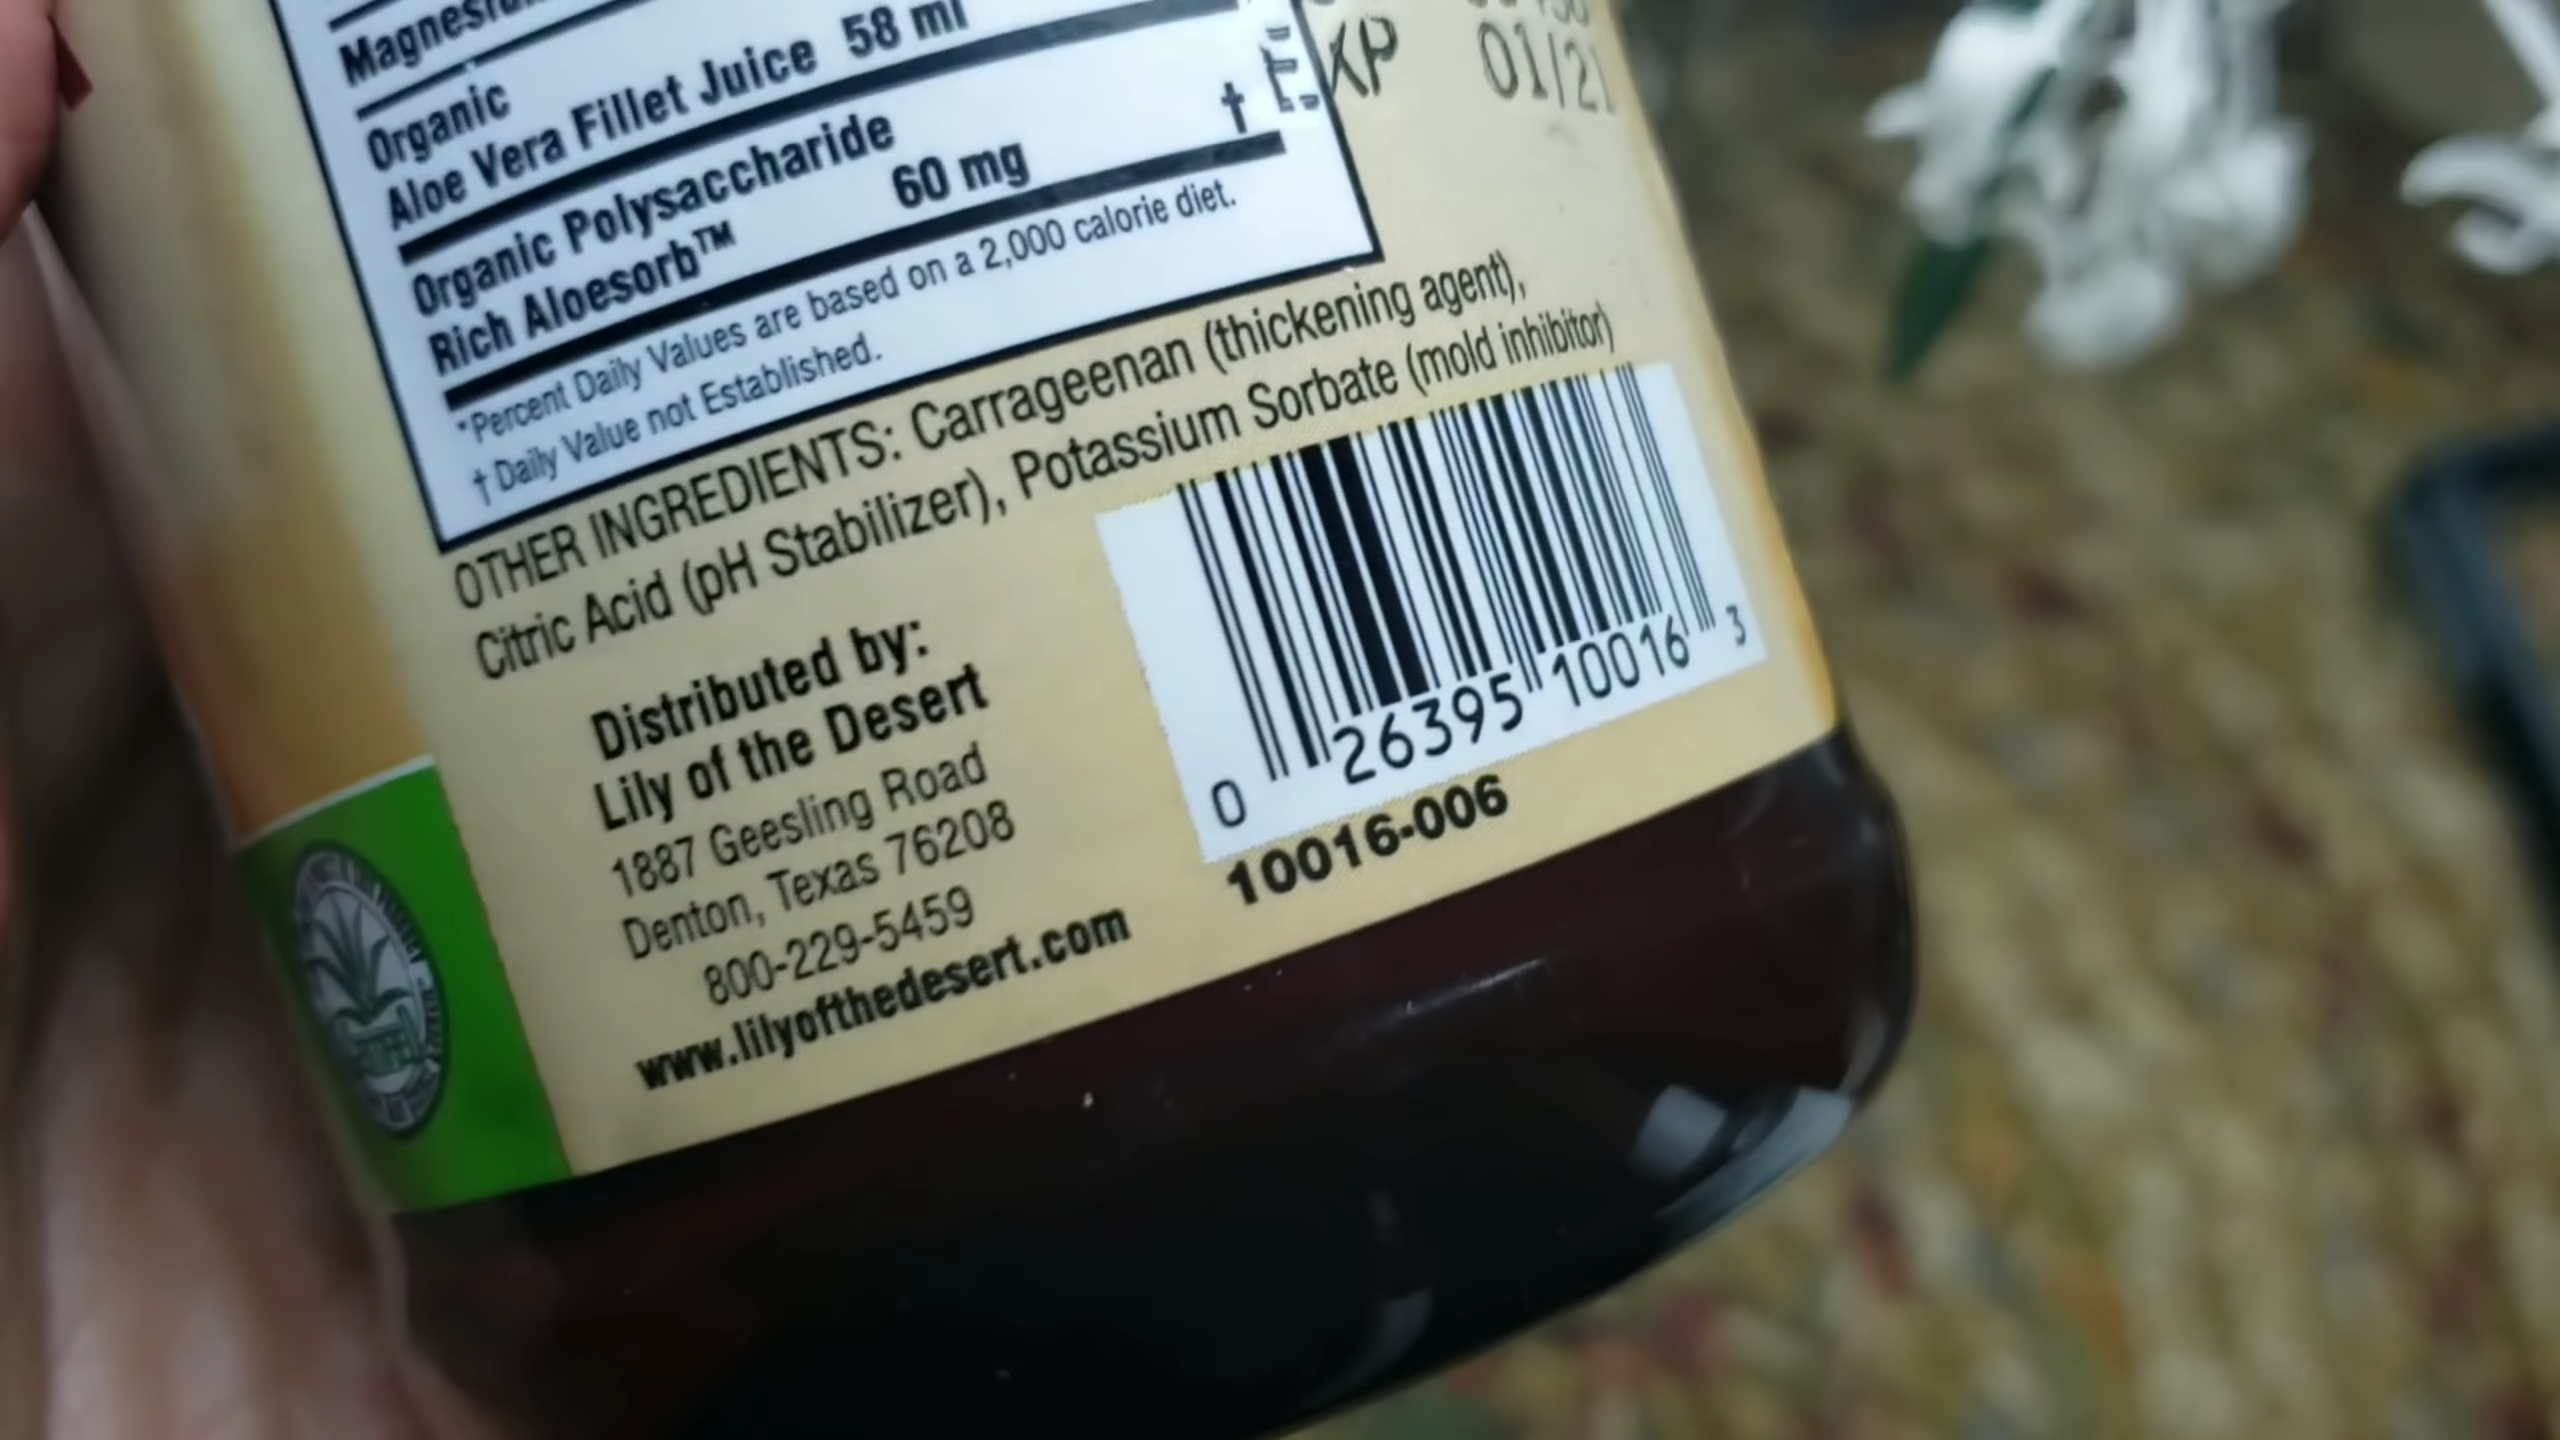 Organic
Aloe Vera Fillet Juice 58 ml
Organic Polysaccharide †
Rich Aloesorb™ 60 mg
*Percent Daily Values are based on a 2,000 calorie diet.
† Daily Value not Established.
EXP 01/21
OTHER INGREDIENTS: Carrageenan (thickening agent),
Citric Acid (pH Stabilizer), Potassium Sorbate (mold inhibitor)
Distributed by:
Lily of the Desert
1887 Geesling Road
Denton, Texas 76208
800-229-5459
www.lilyofthedesert.com
0 26395 10016 3
10016-006